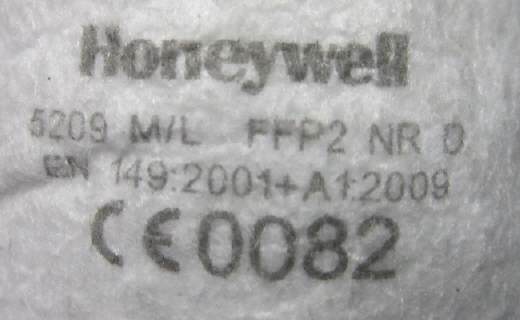 Honeywell
5209 M/L FFP2 NR D
EN 149:2001+A1:2009
CE 0082